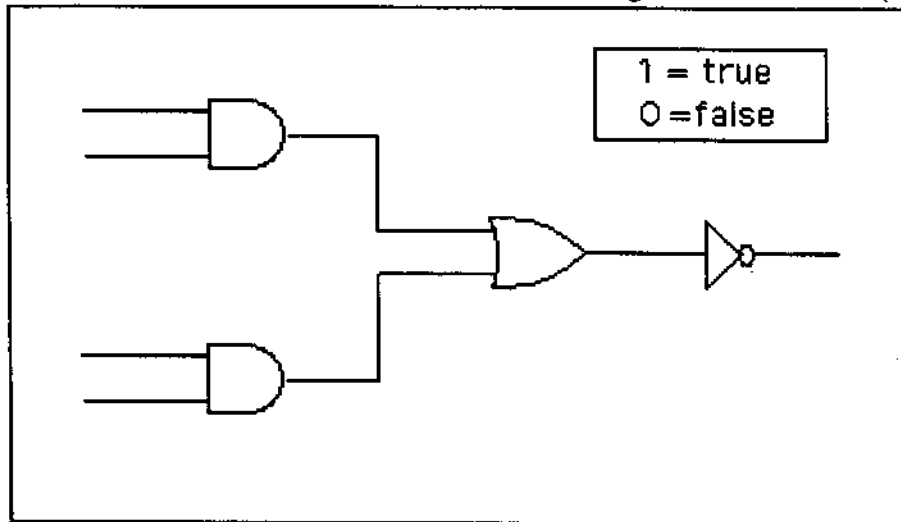 1 = true
0 =false